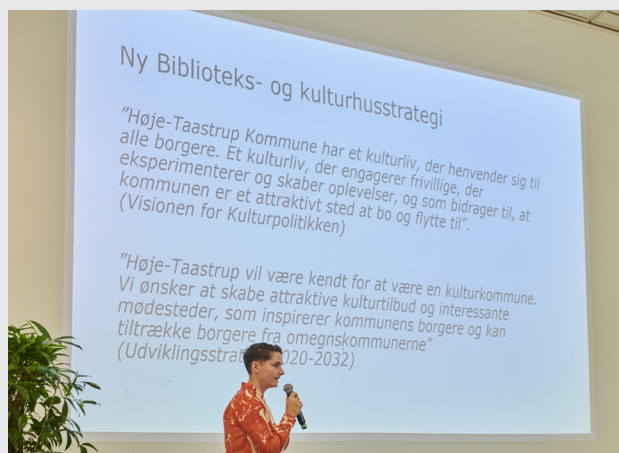 Ny Biblioteks- og kulturhusstrategi
"Høje-Taastrup Kommune har et kulturliv, der henvender sig til
alle borgere. Et kulturliv, der engagerer frivillige, der
eksperimenterer og skaber oplevelser, og som bidrager til, at
kommunen er et attraktivt sted at bo og flytte til".
(Visionen for Kulturpolitikken)
"Høje-Taastrup vil være kendt for at være en kulturkommune.
Vi ønsker at skabe attraktive kulturtilbud og interessante
mødesteder, som inspirerer kommunens borgere og kan
tiltrække borgere fra omegnskommunerne"
020-2032)